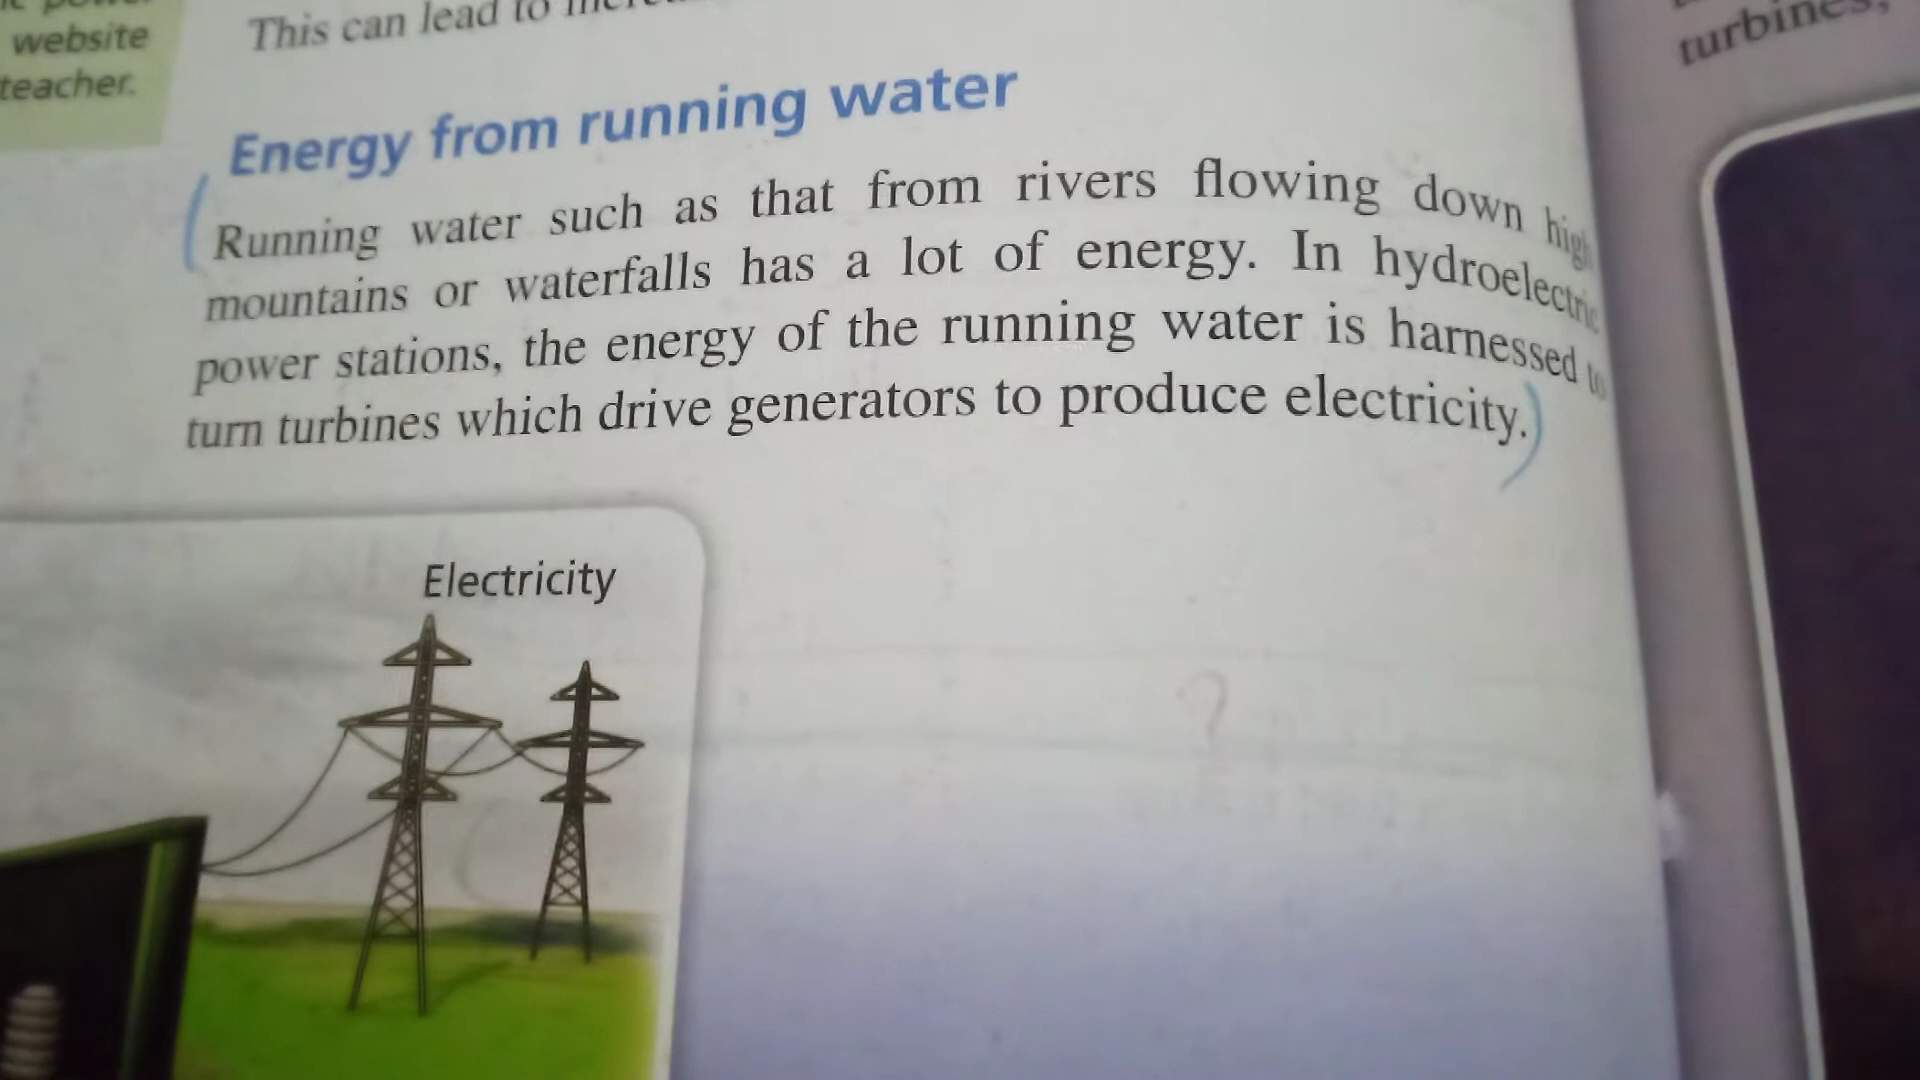 website
teacher.
This can lead to
Energy from running water
Running water such as that from rivers flowing down high
mountains or waterfalls has a lot of energy. In hydroelectric
power stations, the energy of the running water is harnessed to
turn turbines which drive generators to produce electricity.
Electricity
?
turbines,